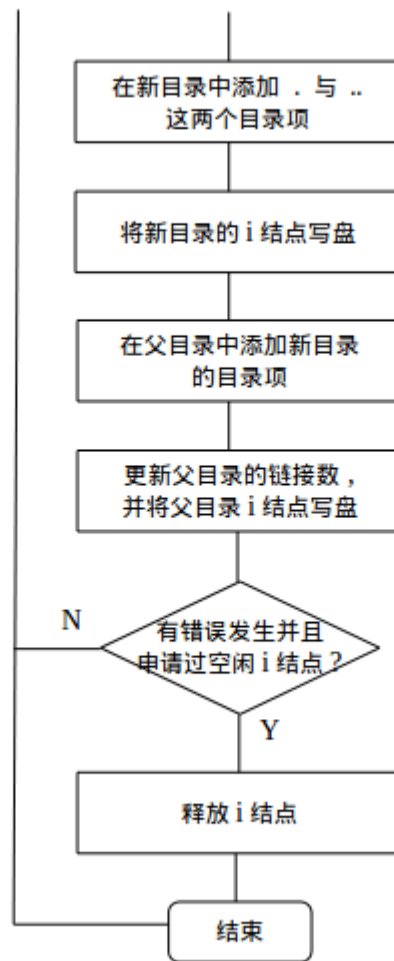 在新目录中添加 . 与 ..
这两个目录项
将新目录的 i 结点写盘
在父目录中添加新目录
的目录项
更新父目录的链接数，
并将父目录 i 结点写盘
N
有错误发生并且
申请过空闲 i 结点？
Y
释放 i 结点
结束